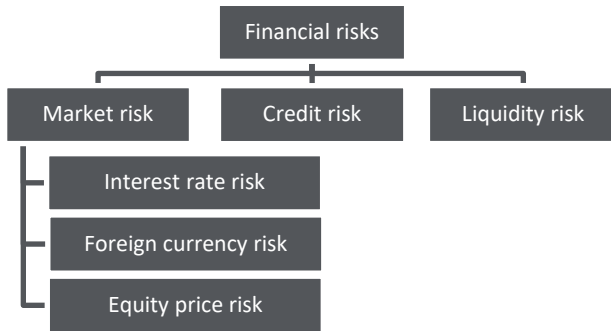 Financial risks
Market risk
Credit risk
Liquidity risk
Interest rate risk
Foreign currency risk
Equity price risk